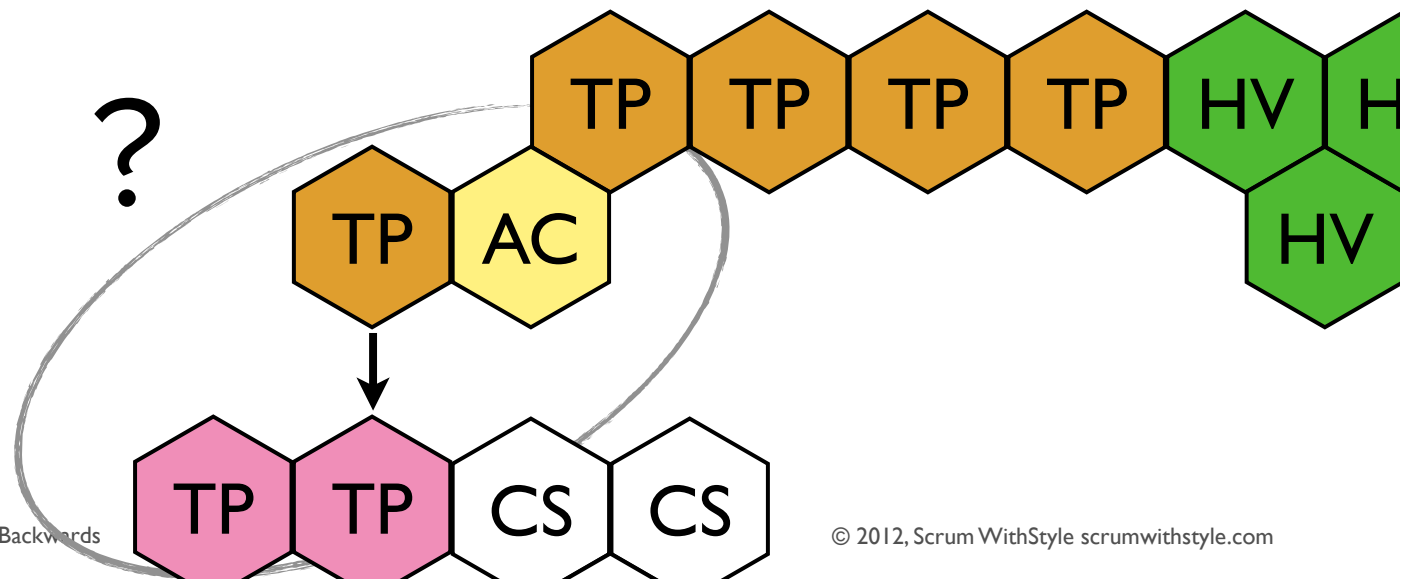 ?
TP TP TP TP HV H
TP AC HV
TP TP CS CS
Backwards © 2012, Scrum WithStyle scrumwithstyle.com